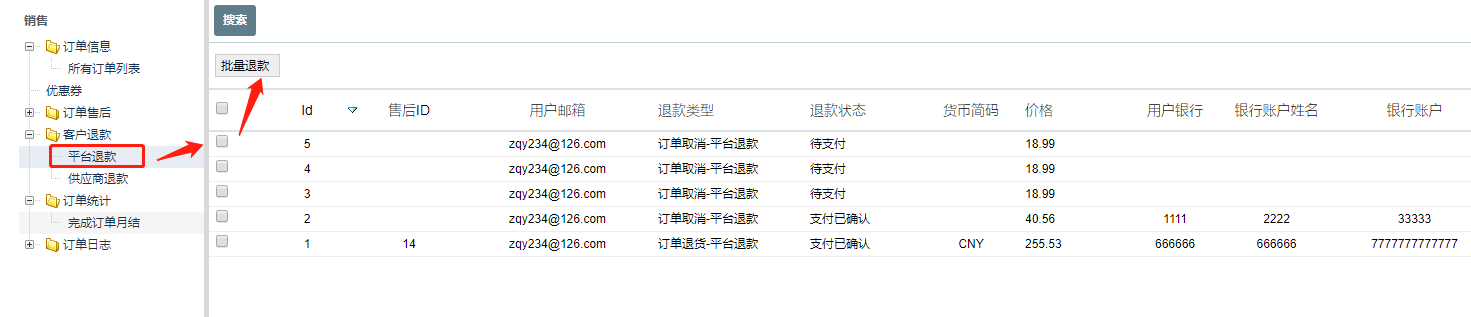 销售
订单信息
所有订单列表
优惠券
订单售后
客户退款
平台退款
供应商退款
订单统计
完成订单月结
订单日志
搜索
批量退款
Id 售后ID 用户邮箱 退款类型 退款状态 货币简码 价格 用户银行 银行账户姓名 银行账户
5 zqy234@126.com 订单取消-平台退款 待支付 18.99
4 zqy234@126.com 订单取消-平台退款 待支付 18.99
3 zqy234@126.com 订单取消-平台退款 待支付 18.99
2 zqy234@126.com 订单取消-平台退款 支付已确认 40.56 1111 2222 33333
1 14 zqy234@126.com 订单退货-平台退款 支付已确认 CNY 255.53 666666 666666 7777777777777